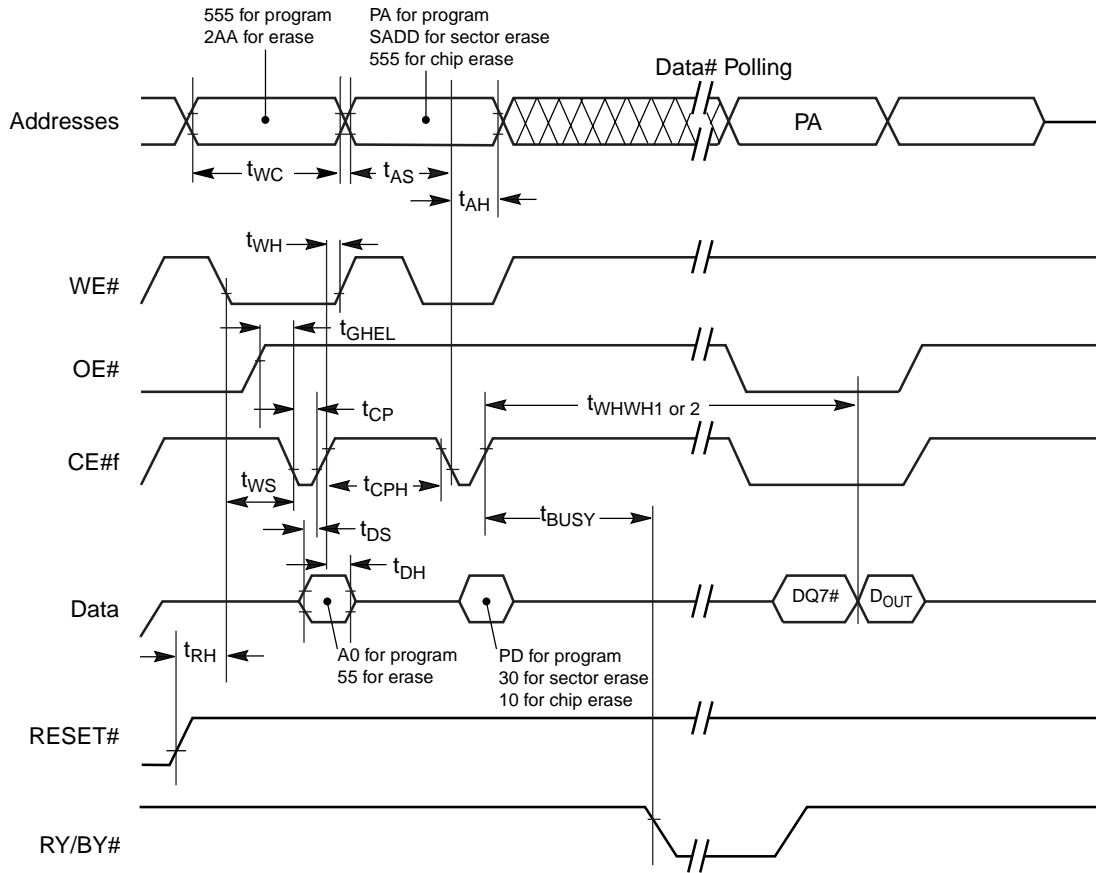 555 for program
2AA for erase
PA for program
SADD for sector erase
555 for chip erase
Data# Polling
Addresses
PA
tWC
tAS
tAH
tWH
WE#
tGHEL
OE#
tWHWH1 or 2
tCP
CE#f
tWS
tCPH
tBUSY
tDS
tDH
Data
DQ7#
DOUT
tRH
A0 for program
55 for erase
PD for program
30 for sector erase
10 for chip erase
RESET#
RY/BY#